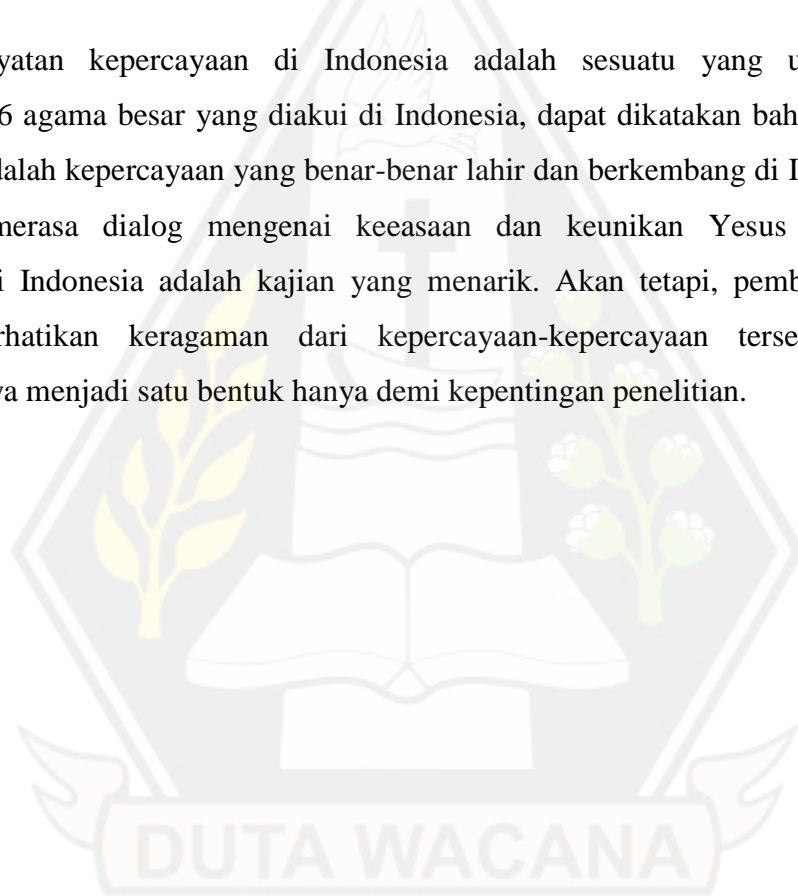 yatan kepercayaan di Indonesia adalah sesuatu yang u
6 agama besar yang diakui di Indonesia, dapat dikatakan bah
dalah kepercayaan yang benar-benar lahir dan berkembang di I
nerasa dialog mengenai keeasaan dan keunikan Yesus
i Indonesia adalah kajian yang menarik. Akan tetapi, pemb
rhatikan keragaman dari kepercayaan-kepercayaan terse
ya menjadi satu bentuk hanya demi kepentingan penelitian.
DUTA WACANA